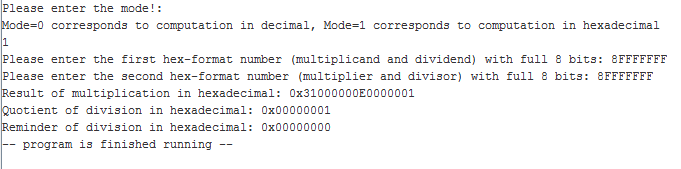 Please enter the mode!:
Mode=0 corresponds to computation in decimal, Mode=1 corresponds to computation in hexadecimal
1
Please enter the first hex-format number (multiplicand and dividend) with full 8 bits: 8FFFFFFF
Please enter the second hex-format number (multiplier and divisor) with full 8 bits: 8FFFFFFF
Result of multiplication in hexadecimal: 0x31000000E0000001
Quotient of division in hexadecimal: 0x00000001
Reminder of division in hexadecimal: 0x00000000
-- program is finished running --